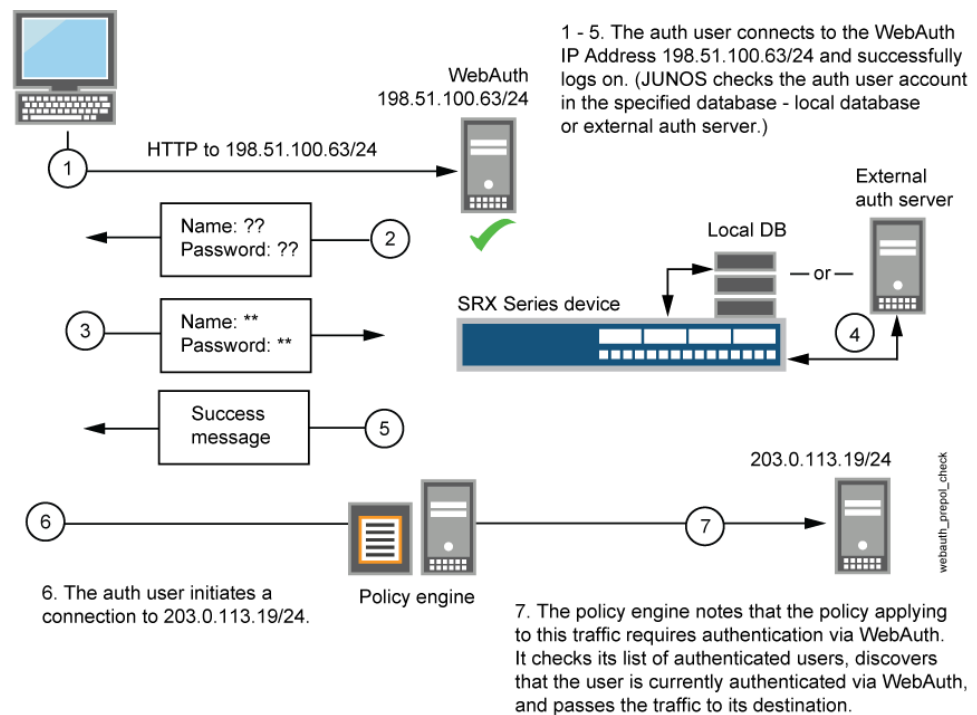 1 - 5. The auth user connects to the WebAuth
IP Address 198.51.100.63/24 and successfully
logs on. (JUNOS checks the auth user account
in the specified database - local database
or external auth server.)
WebAuth
198.51.100.63/24
1
HTTP to 198.51.100.63/24
External
auth server
Name: ??
Password: ??
2
Local DB
or
SRX Series device
3
Name: **
Password: **
4
Success
message
5
203.0.113.19/24
webauth_prepol_check
6
7
Policy engine
6. The auth user initiates a
connection to 203.0.113.19/24.
7. The policy engine notes that the policy applying
to this traffic requires authentication via WebAuth.
It checks its list of authenticated users, discovers
that the user is currently authenticated via WebAuth,
and passes the traffic to its destination.